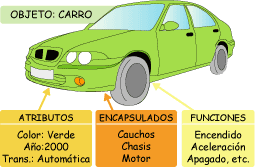 OBJETO: CARRO
ATRIBUTOS
Color: Verde
Año:2000
Trans.: Automática
ENCAPSULADOS
Cauchos
Chasis
Motor
FUNCIONES
Encendido
Aceleración
Apagado, etc.